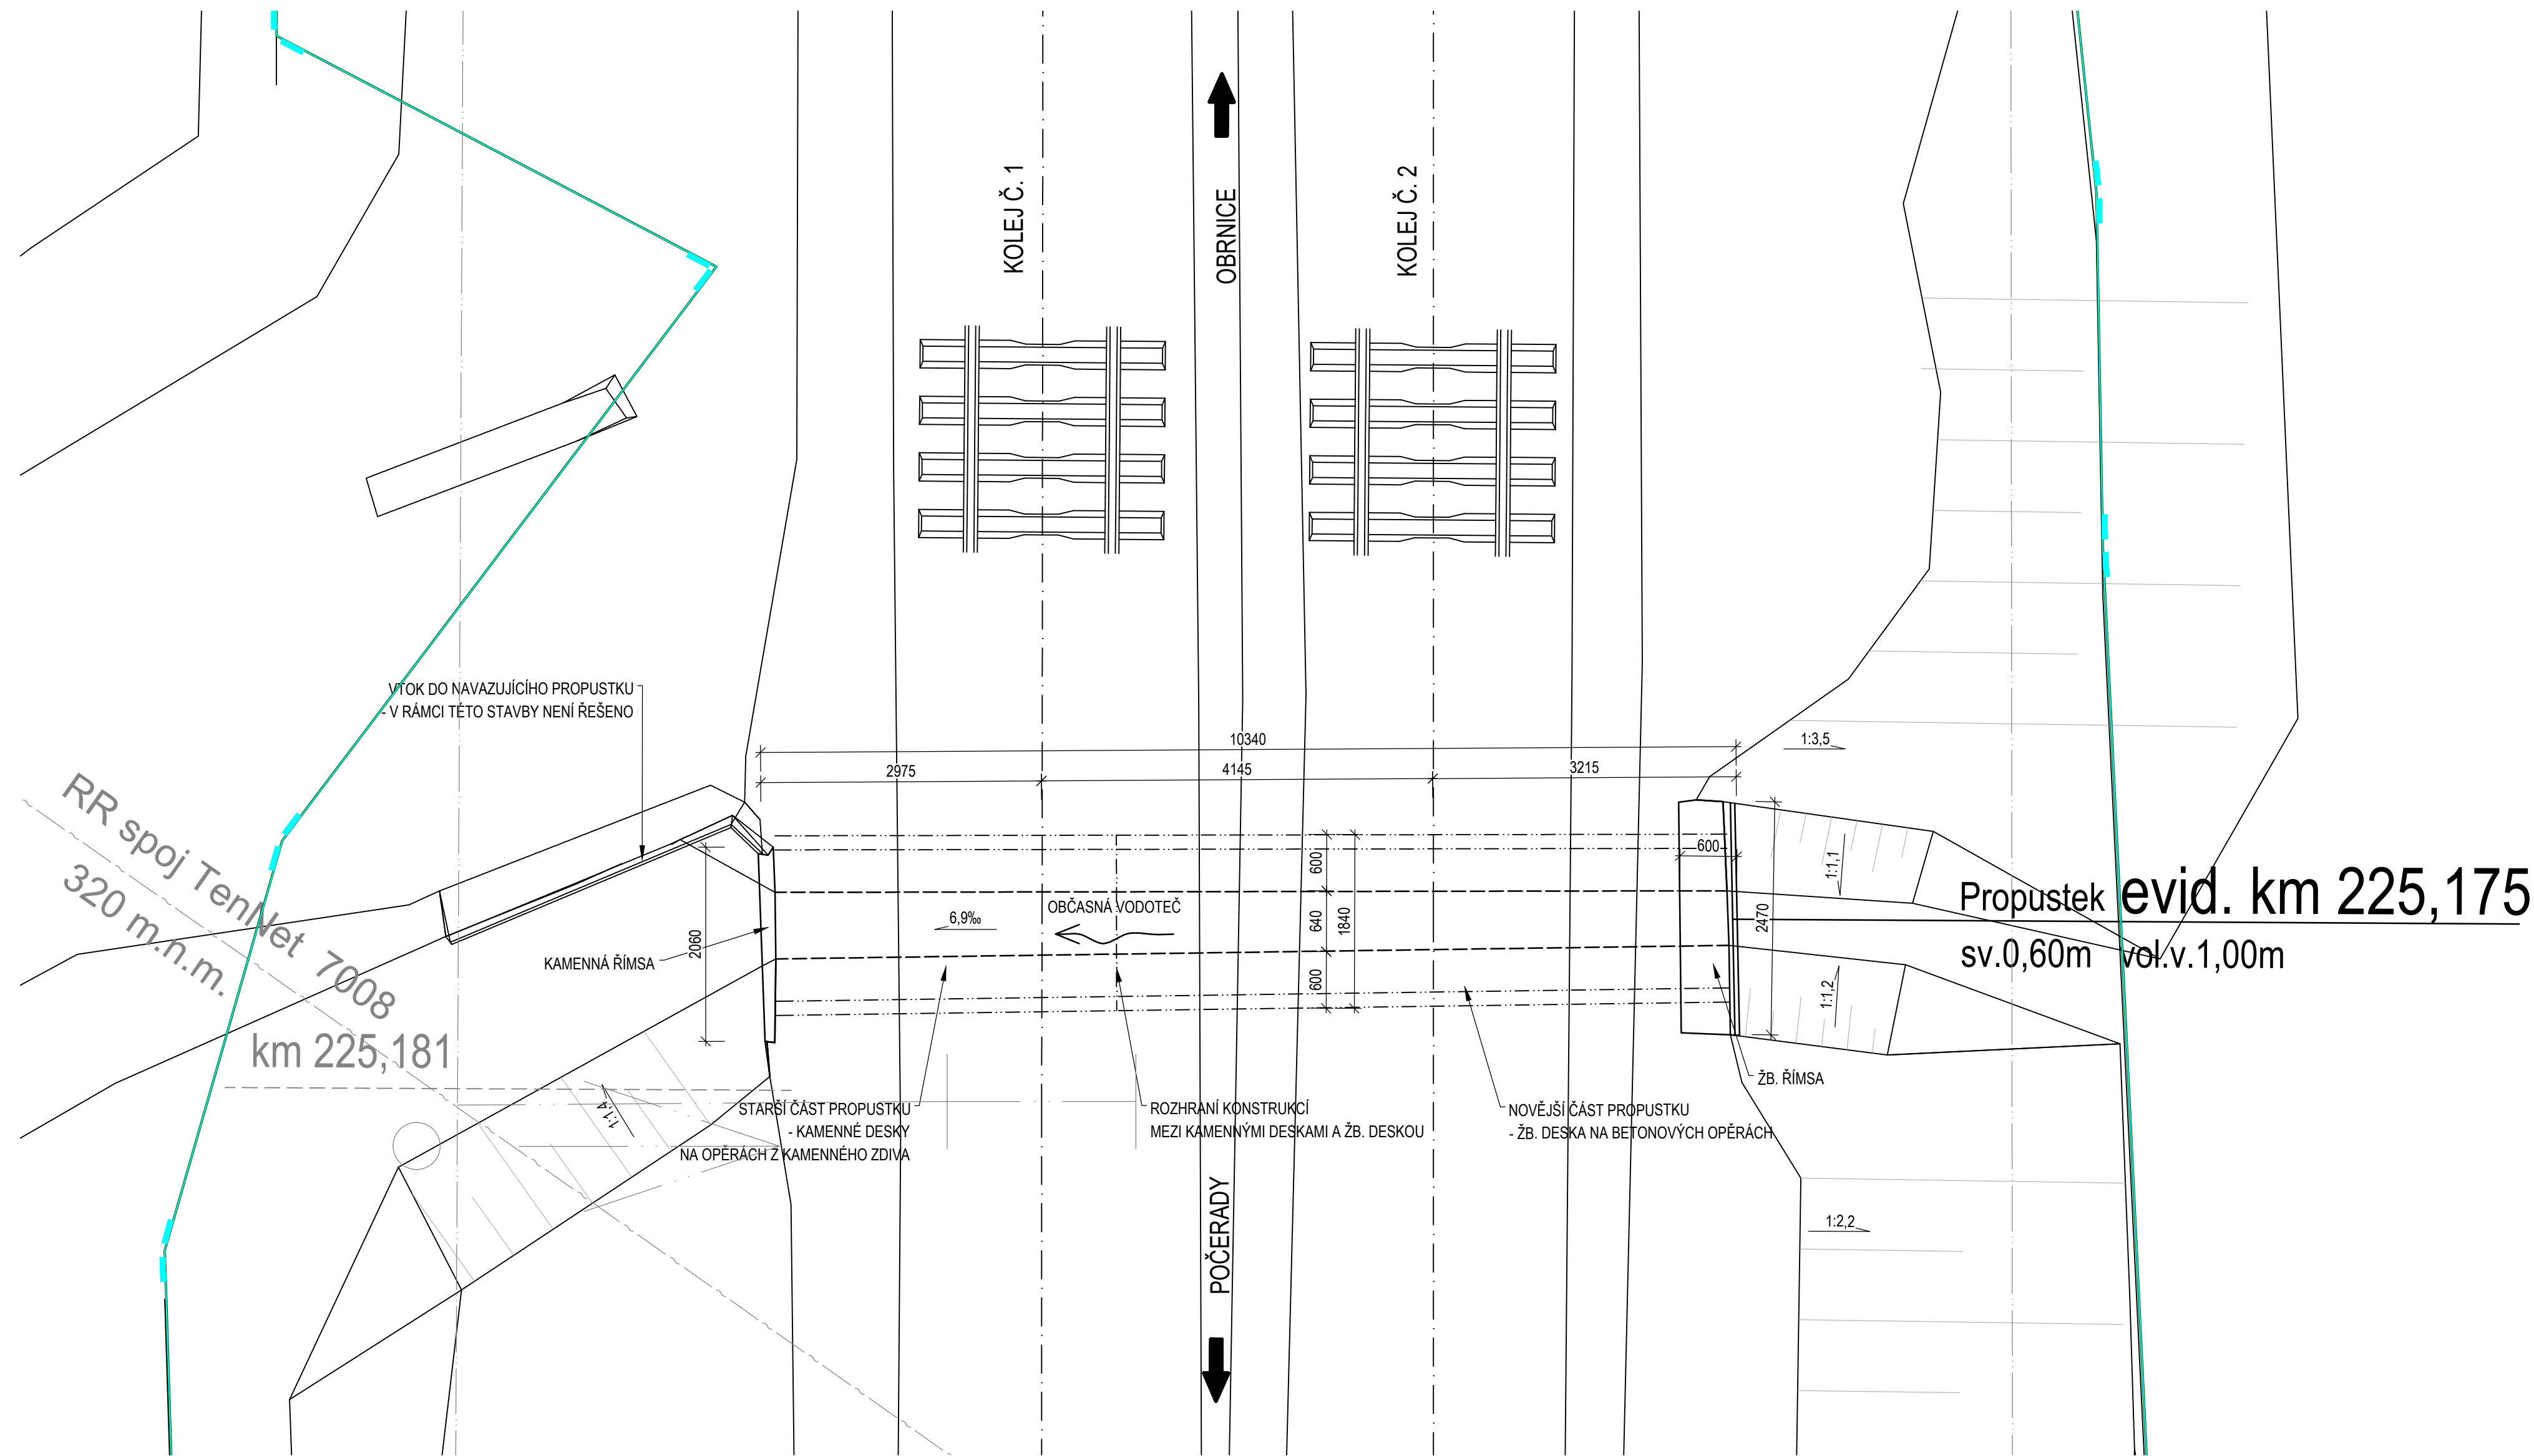 KOLEJ Č. 1
OBRNICE
KOLEJ Č. 2
VTOK DO NAVAZUJÍCÍHO PROPUSTKU
- V RÁMCI TÉTO STAVBY NENÍ ŘEŠENO
10340
2975
4145
3215
1:3,5
RR spoj TenNet 7008
320 m.n.m.
km 225,181
KAMENNÁ ŘÍMSA
2060
6,9‰
OBČASNÁ VODOTEČ
600
640
600
1840
600
2470
1:1,1
1:1,2
Propustek evid. km 225,175
sv.0,60m vol.v.1,00m
ŽB. ŘÍMSA
1:1,4
STARŠÍ ČÁST PROPUSTKU
- KAMENNÉ DESKY
NA OPĚRÁCH Z KAMENNÉHO ZDIVA
ROZHRANÍ KONSTRUKCÍ
MEZI KAMENNÝMI DESKAMI A ŽB. DESKOU
NOVĚJŠÍ ČÁST PROPUSTKU
- ŽB. DESKA NA BETONOVÝCH OPĚRÁCH
1:2,2
POČERADY